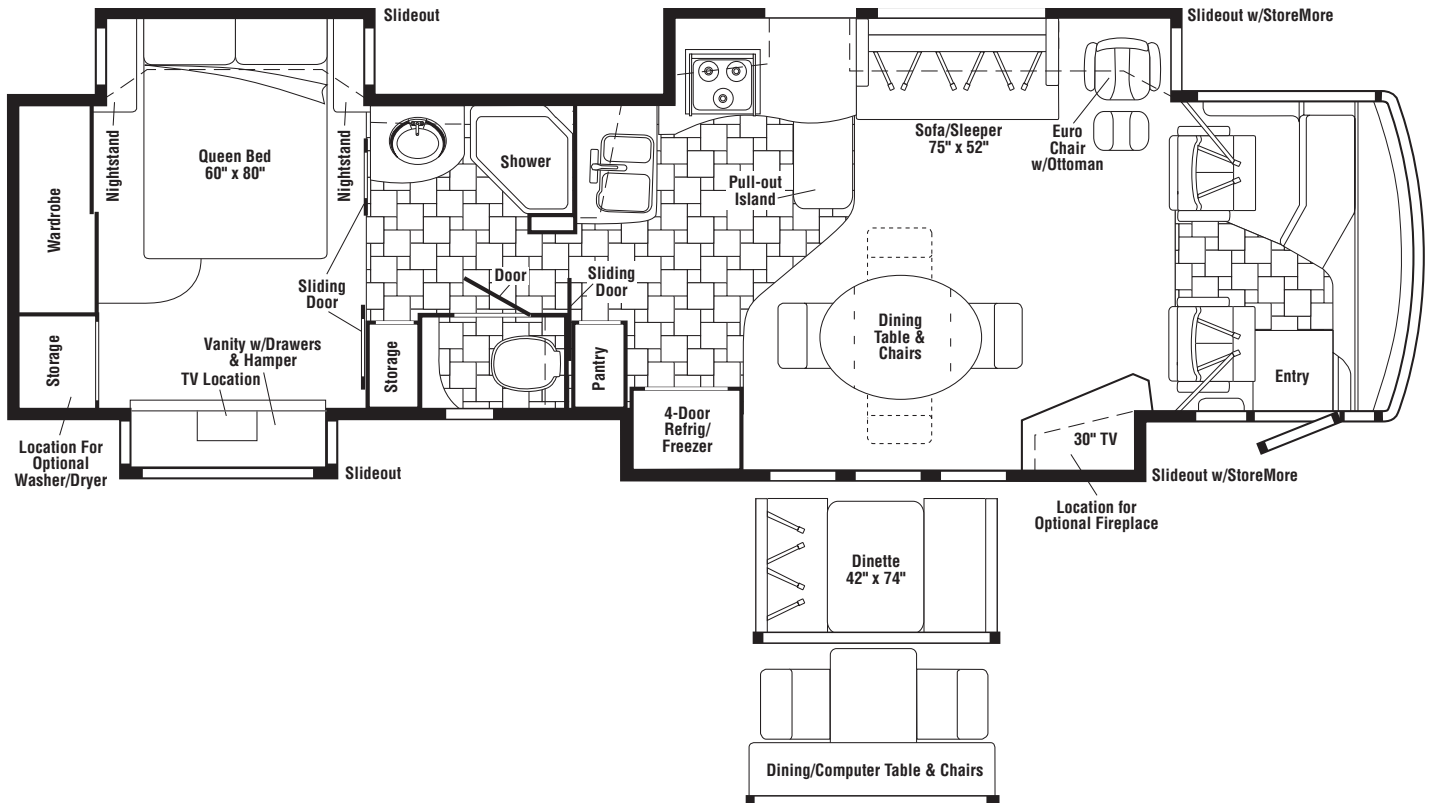 Slideout
Slideout w/StoreMore
Nightstand
Queen Bed
60" x 80"
Nightstand
Wardrobe
Shower
Sofa/Sleeper
75" x 52"
Euro
Chair
w/Ottoman
Pull-out
Island
Sliding
Door
Door
Sliding
Door
Dining
Table &
Chairs
Storage
Vanity w/Drawers
& Hamper
TV Location
Storage
Pantry
4-Door
Refrig/
Freezer
30" TV
Entry
Location For
Optional
Washer/Dryer
Slideout
Slideout w/StoreMore
Location for
Optional Fireplace
Dinette
42" x 74"
Dining/Computer Table & Chairs